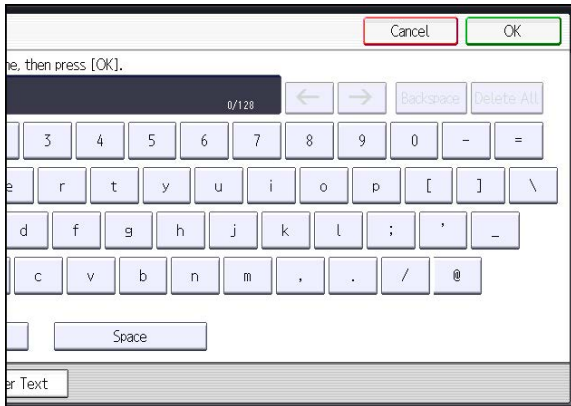 Cancel OK
ne, then press [OK].
0/128 ← → Backspace Delete All
3 4 5 6 7 8 9 0 - =
e r t y u i o p [ ] \
d f g h j k l ; ' _
c v b n m , . / @
Space
er Text